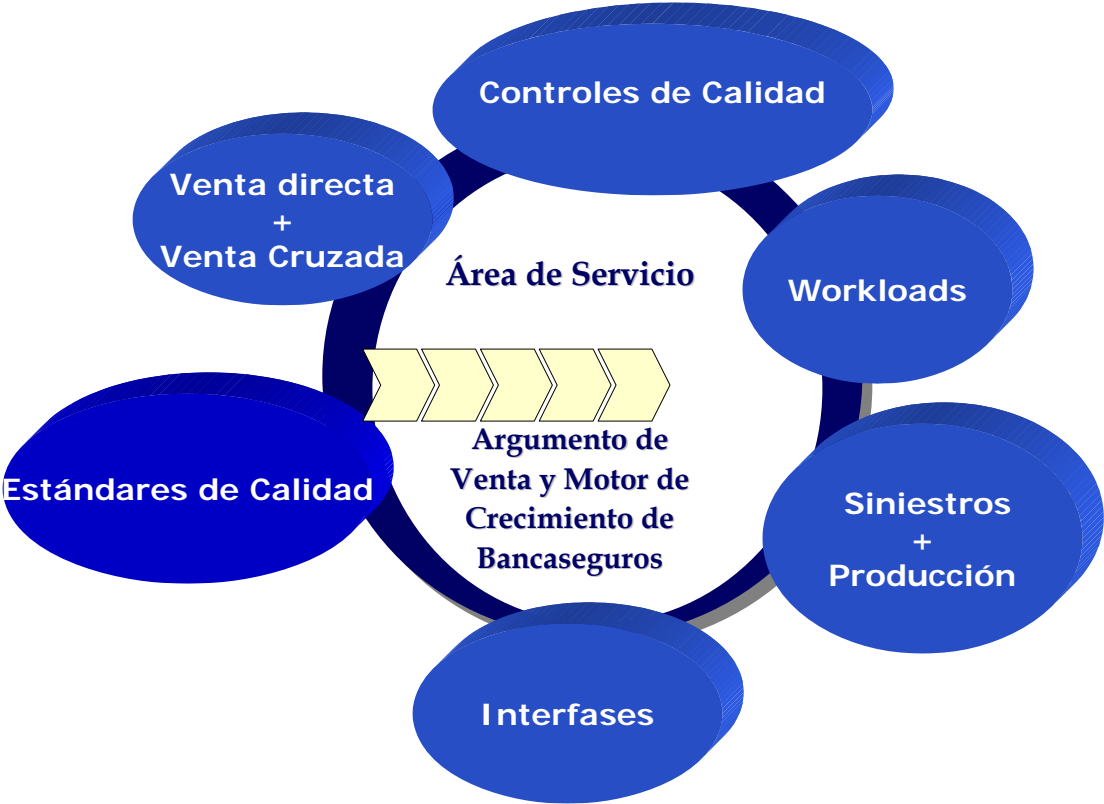 Controles de Calidad
Venta directa
+
Venta Cruzada
Área de Servicio
Workloads
Argumento de
Venta y Motor de
Crecimiento de
Bancaseguros
Estándares de Calidad
Siniestros
+
Producción
Interfases